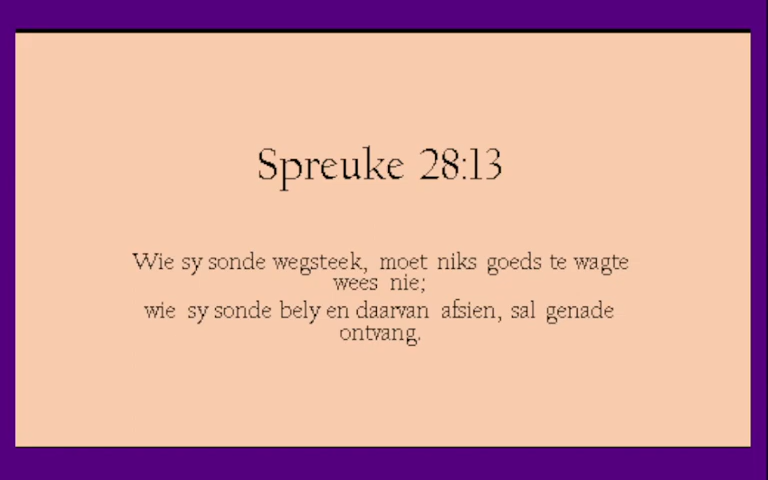 Spreuke 28:13
Wie sy sonde wegsteek, moet niks goeds te wagte
wees nie;
wie sy sonde bely en daarvan afsien, sal genade
ontvang.